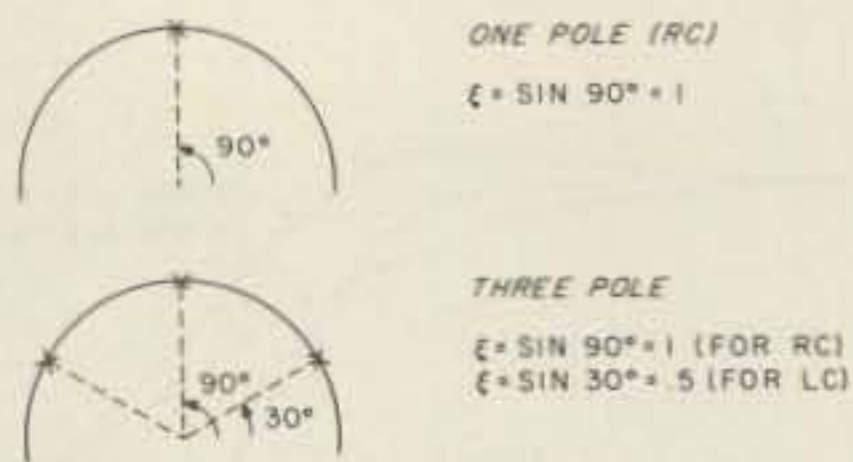 ONE POLE (RC)
ξ = SIN 90° = 1
90°
THREE POLE
ξ = SIN 90° = 1 (FOR RC)
ξ = SIN 30° = .5 (FOR LC)
90°
30°